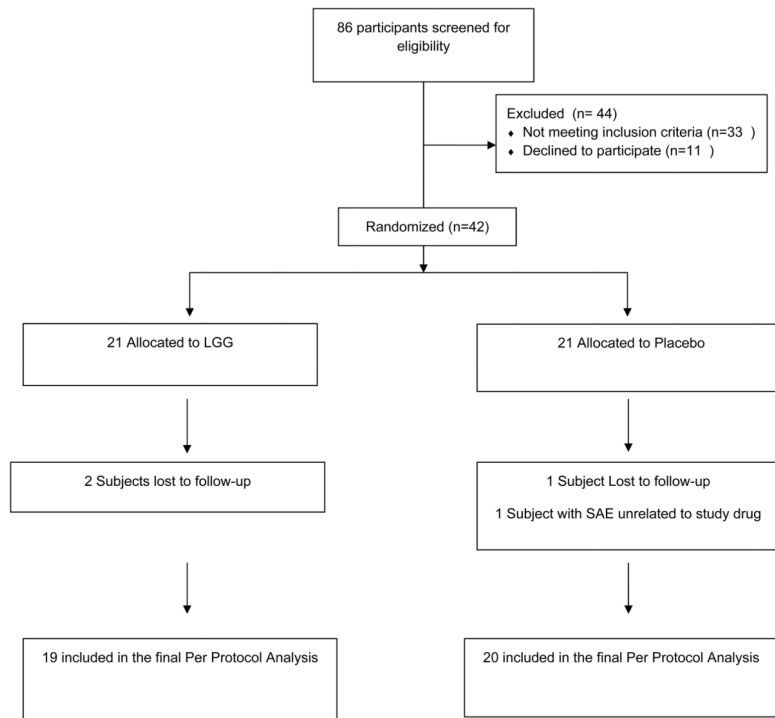 86 participants screened for
eligibility
Excluded (n= 44)
♦ Not meeting inclusion criteria (n=33 )
♦ Declined to participate (n=11 )
Randomized (n=42)
21 Allocated to LGG
21 Allocated to Placebo
2 Subjects lost to follow-up
1 Subject Lost to follow-up
1 Subject with SAE unrelated to study drug
19 included in the final Per Protocol Analysis
20 included in the final Per Protocol Analysis